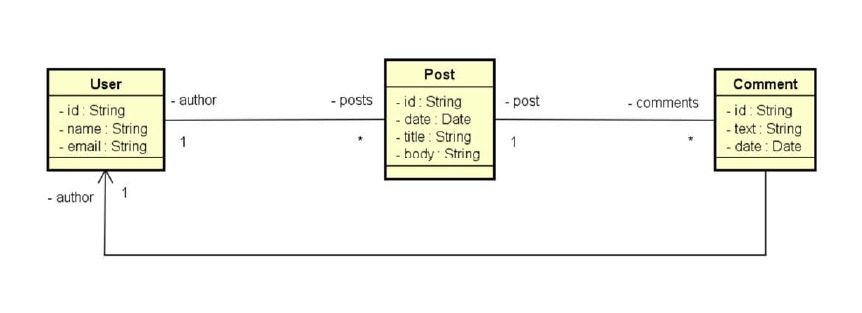 User
- id : String
- name : String
- email : String
- author
1
- posts
*
Post
- id : String
- date : Date
- title : String
- body : String
- post
1
- comments
*
Comment
- id : String
- text : String
- date : Date
- author
1